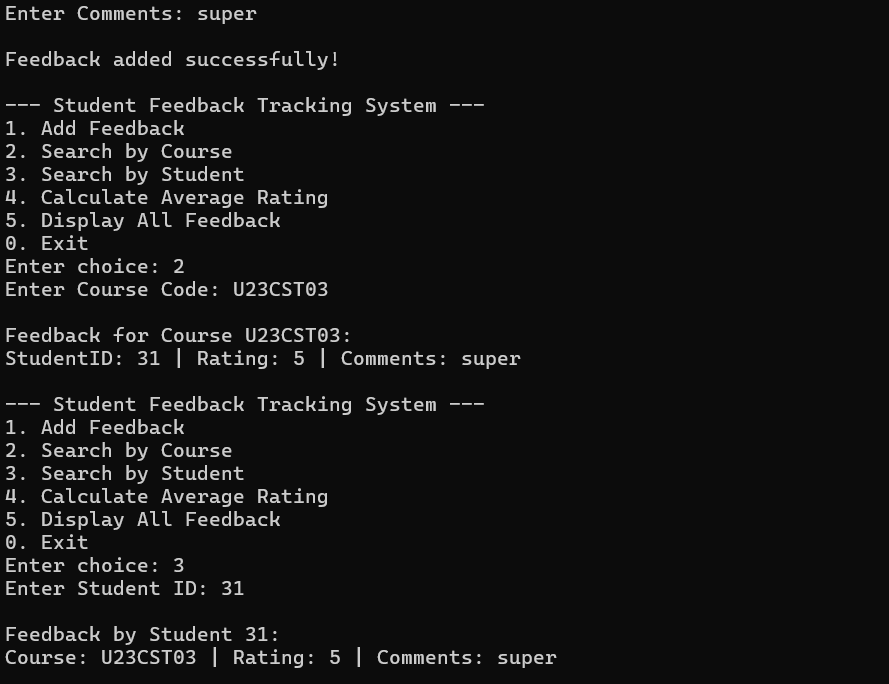 Enter Comments: super
Feedback added successfully!
--- Student Feedback Tracking System ---
1. Add Feedback
2. Search by Course
3. Search by Student
4. Calculate Average Rating
5. Display All Feedback
0. Exit
Enter choice: 2
Enter Course Code: U23CST03
Feedback for Course U23CST03:
StudentID: 31 | Rating: 5 | Comments: super
--- Student Feedback Tracking System ---
1. Add Feedback
2. Search by Course
3. Search by Student
4. Calculate Average Rating
5. Display All Feedback
0. Exit
Enter choice: 3
Enter Student ID: 31
Feedback by Student 31:
Course: U23CST03 | Rating: 5 | Comments: super